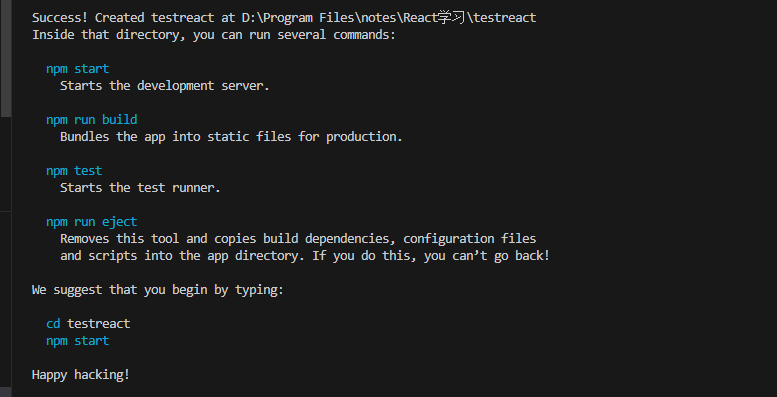 Success! Created testreact at D:\Program Files\notes\React学习\testreact
Inside that directory, you can run several commands:
npm start
Starts the development server.
npm run build
Bundles the app into static files for production.
npm test
Starts the test runner.
npm run eject
Removes this tool and copies build dependencies, configuration files
and scripts into the app directory. If you do this, you can’t go back!
We suggest that you begin by typing:
cd testreact
npm start
Happy hacking!